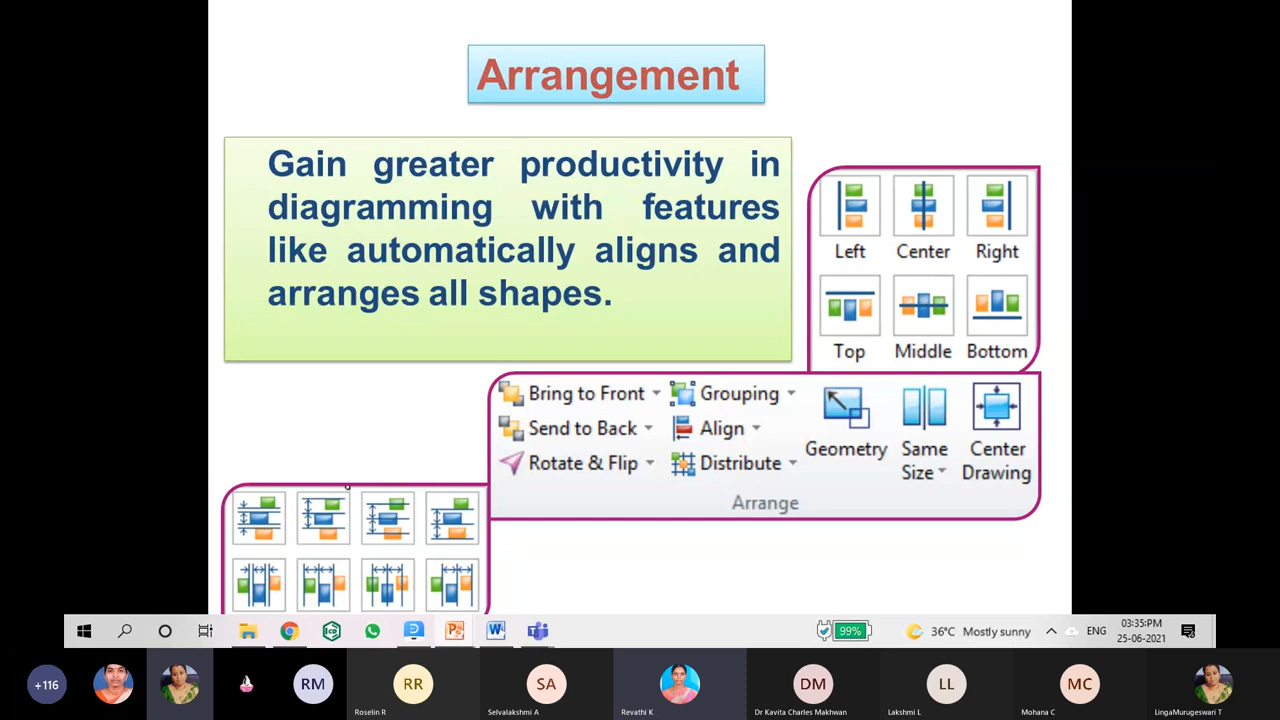 Arrangement
Gain greater productivity in
diagramming with features
like automatically aligns and
arranges all shapes.
Left Center Right
Top Middle Bottom
Bring to Front Grouping
Send to Back Align
Rotate & Flip Distribute
Geometry
Same
Size
Center
Drawing
Arrange
99%
36°C Mostly sunny
ENG
03:35 PM
25-06-2021
+116
RM
RR
SA
DM
LL
MC
Roselin R
Selvalakshmi A
Revathi K
Dr Kavita Charles Makhwan
Lakshmi L
Mohana C
LingaMurugeswari T